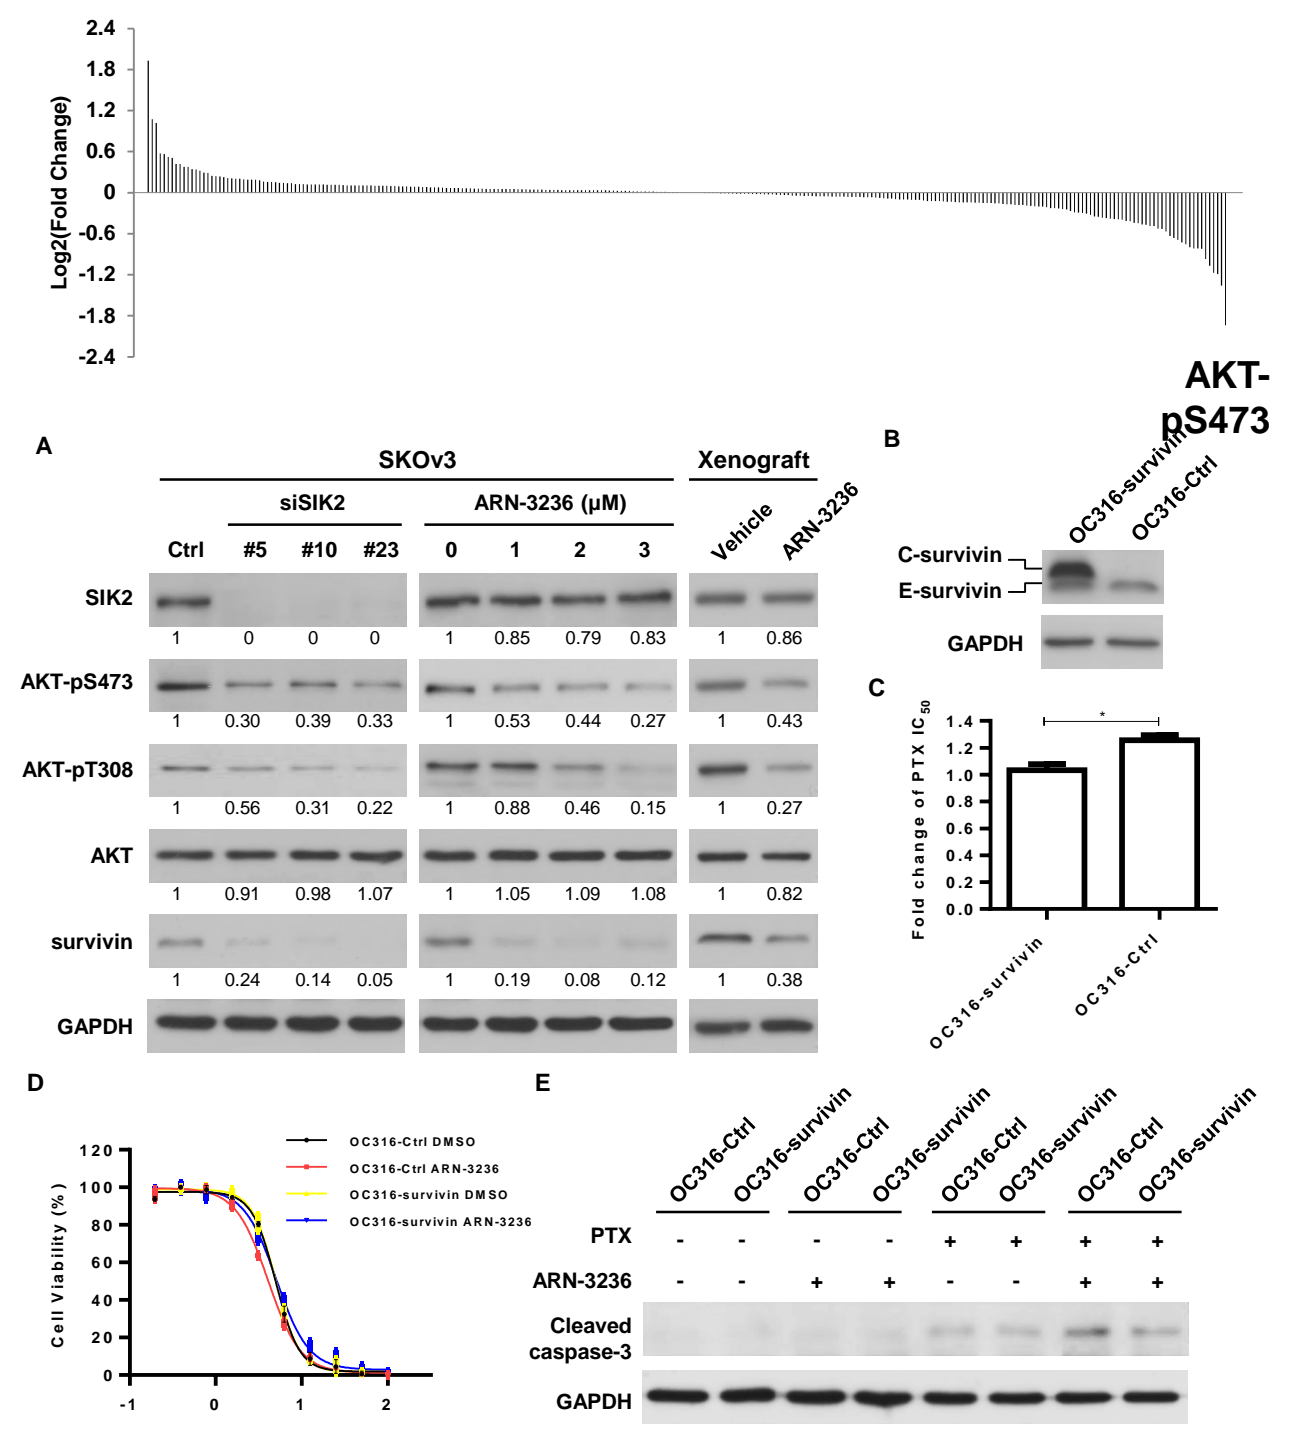 2.4
1.8
1.2
0.6
0
-0.6
-1.2
-1.8
-2.4
Log2(Fold Change)
AKT-
pS473
A
SKOv3
Xenograft
siSIK2
ARN-3236 (µM)
Vehicle
ARN-3236
Ctrl #5 #10 #23 0 1 2 3
SIK2
1 0 0 0 1 0.85 0.79 0.83 1 0.86
AKT-pS473
1 0.30 0.39 0.33 1 0.53 0.44 0.27 1 0.43
AKT-pT308
1 0.56 0.31 0.22 1 0.88 0.46 0.15 1 0.27
AKT
1 0.91 0.98 1.07 1 1.05 1.09 1.08 1 0.82
survivin
1 0.24 0.14 0.05 1 0.19 0.08 0.12 1 0.38
GAPDH
B
OC316-survivin
OC316-Ctrl
C-survivin
E-survivin
GAPDH
C
Fold change of PTX IC50
1.4
1.2
1.0
0.8
0.6
0.4
0.2
0.0
*
OC316-survivin
OC316-Ctrl
D
Cell Viability (%)
120
100
80
60
40
20
0
-1 0 1 2
OC316-Ctrl DMSO
OC316-Ctrl ARN-3236
OC316-survivin DMSO
OC316-survivin ARN-3236
E
OC316-Ctrl
OC316-survivin
OC316-Ctrl
OC316-survivin
OC316-Ctrl
OC316-survivin
OC316-Ctrl
OC316-survivin
PTX - - - - + + + +
ARN-3236 - - + + - - + +
Cleaved
caspase-3
GAPDH